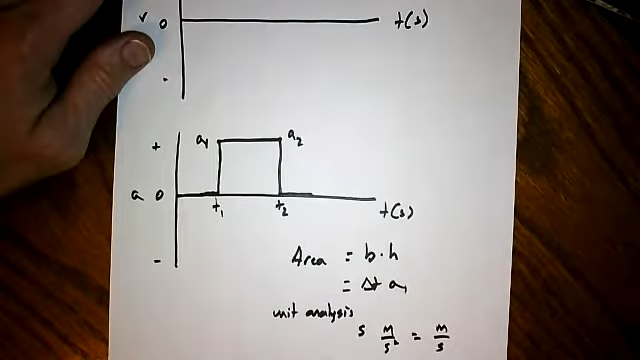 v 0 t(s)
-
+ a1 a2
a 0
t1 t2 t(s)
-
Area = b·h
= Δt a1
unit analysis
s m/s² = m/s